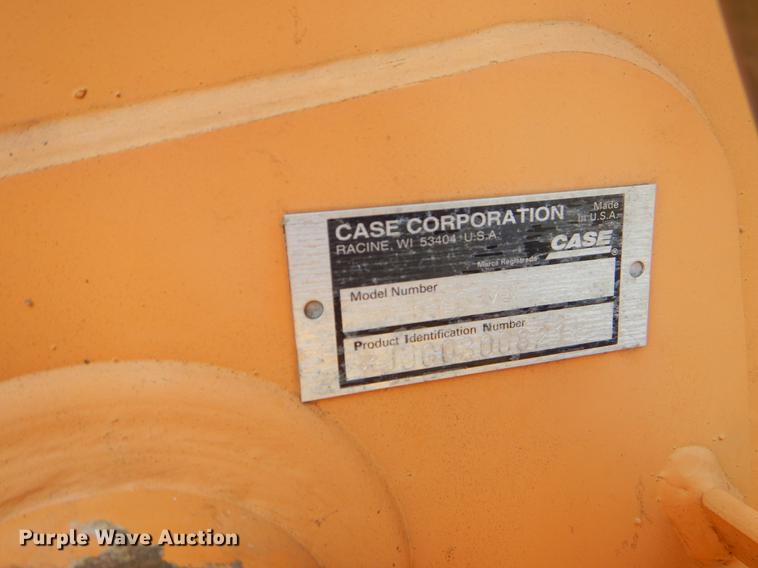 CASE CORPORATION
RACINE, WI 53404 U.S.A.
Made
in U.S.A.
CASE
®
Marca Registrada
Model Number
Product Identification Number
Purple Wave Auction